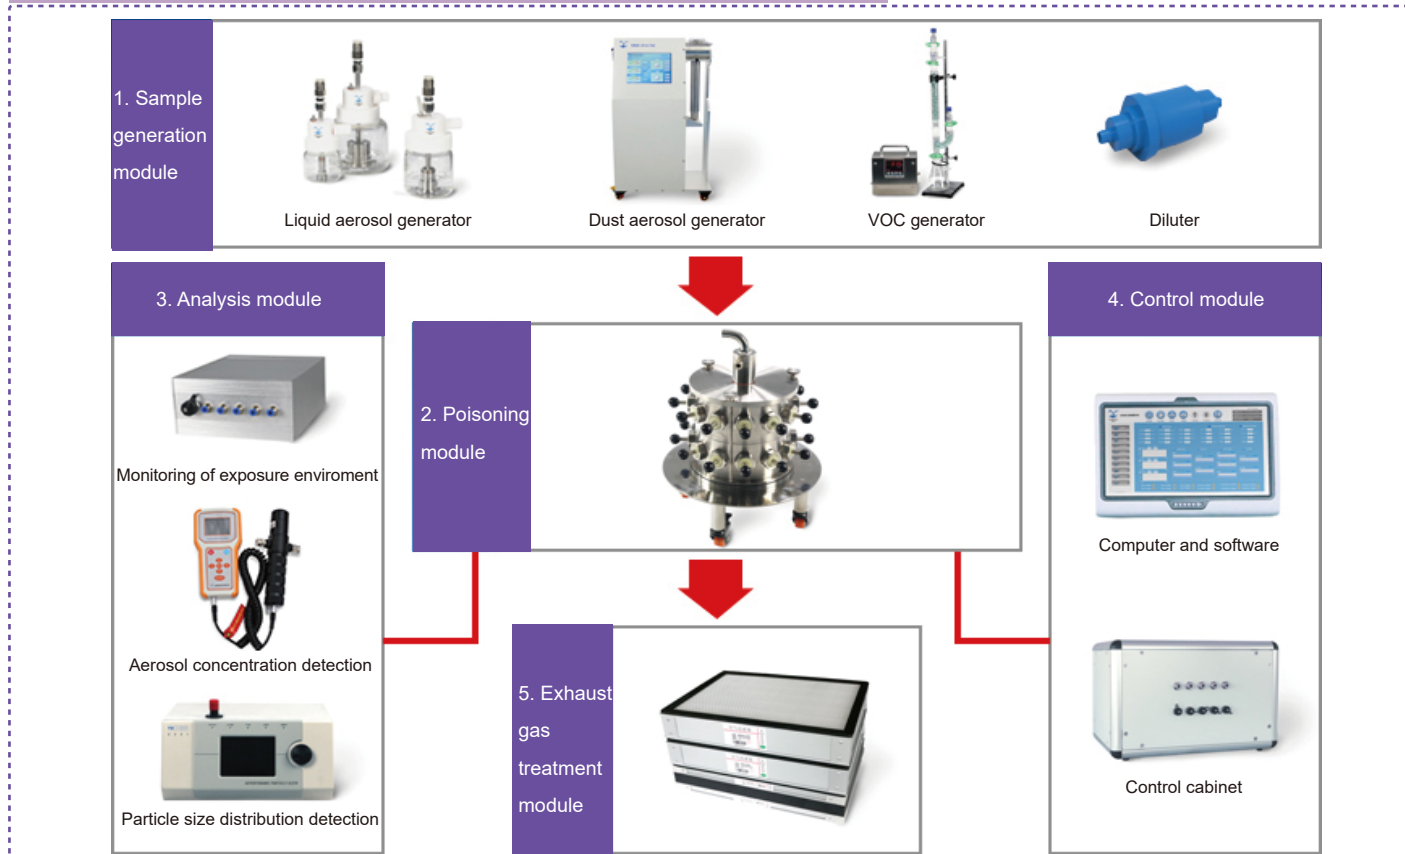 1. Sample
generation
module
Liquid aerosol generator
Dust aerosol generator
VOC generator
Diluter
3. Analysis module
Monitoring of exposure enviroment
Aerosol concentration detection
Particle size distribution detection
2. Poisoning
module
4. Control module
Computer and software
Control cabinet
5. Exhaust
gas
treatment
module